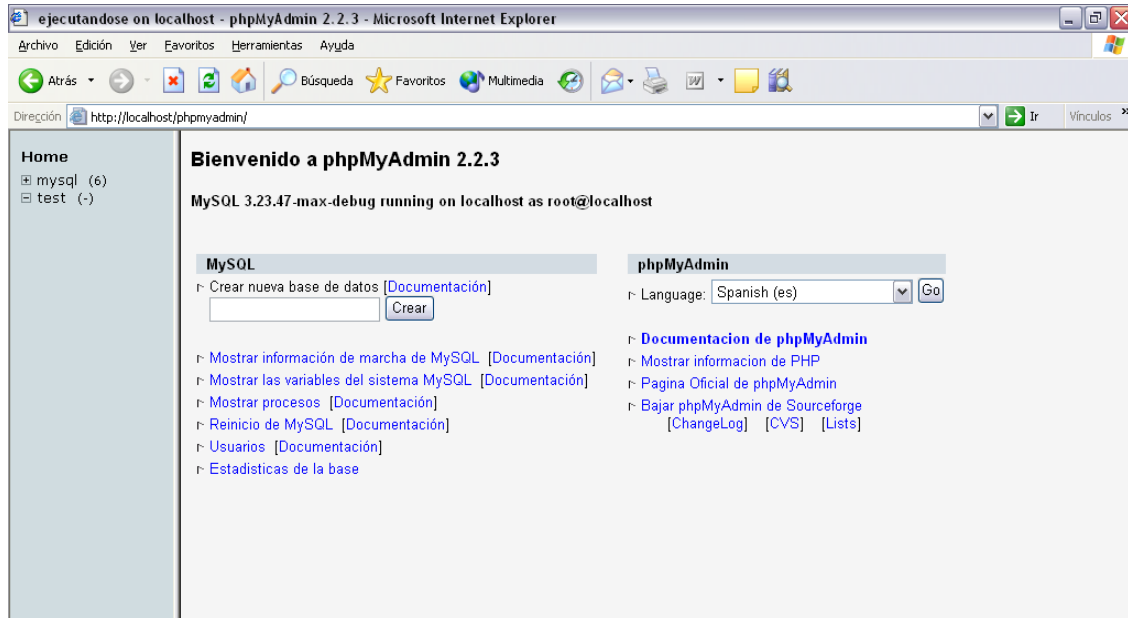 ejecutandose on localhost - phpMyAdmin 2.2.3 - Microsoft Internet Explorer
Archivo Edición Ver Favoritos Herramientas Ayuda
Atrás Búsqueda Favoritos Multimedia W
Dirección http://localhost/phpmyadmin/ Ir Vínculos »
Home
mysql (6)
test (-)
Bienvenido a phpMyAdmin 2.2.3
MySQL 3.23.47-max-debug running on localhost as root@localhost
MySQL
Crear nueva base de datos [Documentación]
Crear
Mostrar información de marcha de MySQL [Documentación]
Mostrar las variables del sistema MySQL [Documentación]
Mostrar procesos [Documentación]
Reinicio de MySQL [Documentación]
Usuarios [Documentación]
Estadisticas de la base
phpMyAdmin
Language: Spanish (es) Go
Documentacion de phpMyAdmin
Mostrar informacion de PHP
Pagina Oficial de phpMyAdmin
Bajar phpMyAdmin de Sourceforge
[ChangeLog] [CVS] [Lists]